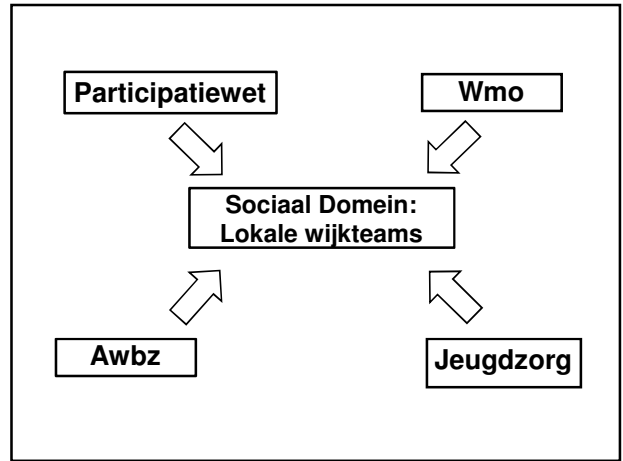 Participatiewet
Wmo
Sociaal Domein:
Lokale wijkteams
Awbz
Jeugdzorg